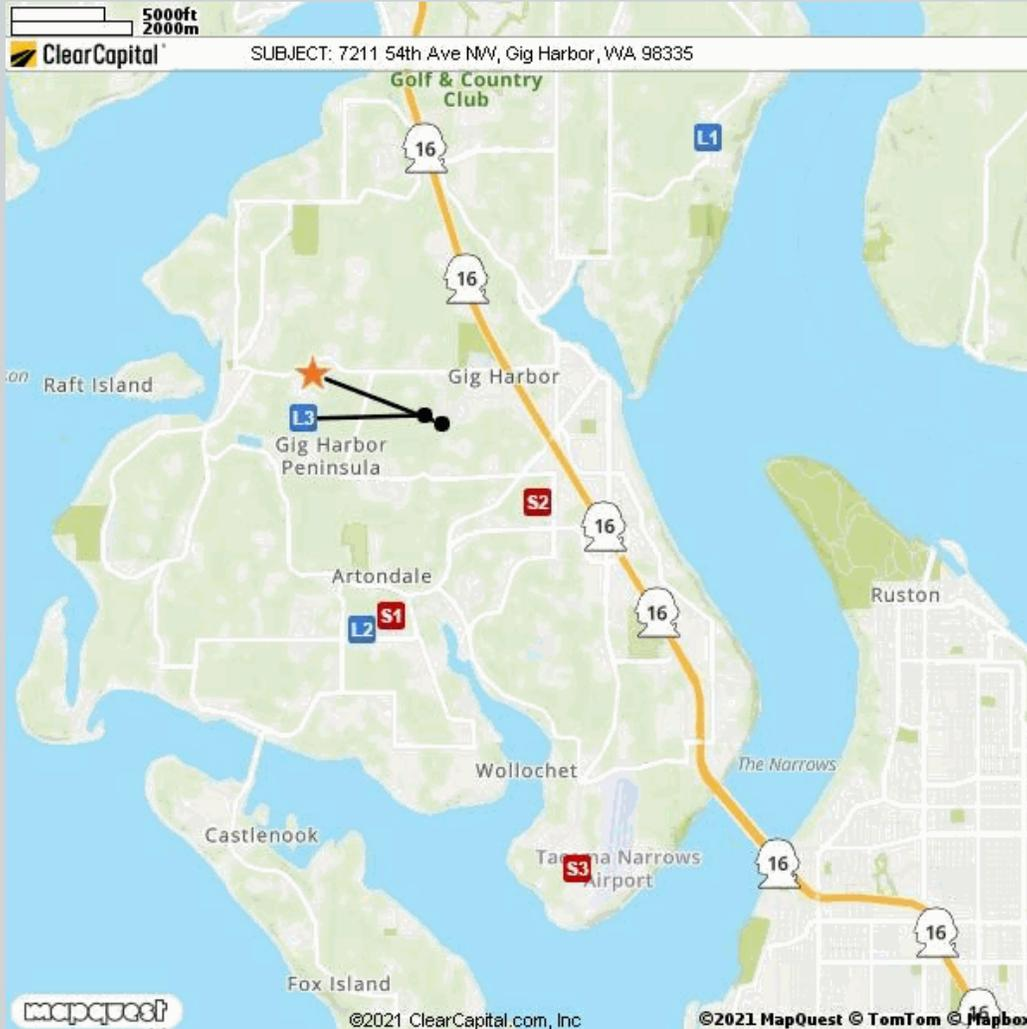 5000ft
2000m
ClearCapital
SUBJECT: 7211 54th Ave NW, Gig Harbor, WA 98335
Golf & Country
Club
16
L1
16
son
Raft Island
Gig Harbor
L3
Gig Harbor
Peninsula
S2
16
Artondale
Ruston
S1
L2
16
The Narrows
Wollochet
Castlenook
16
Tacoma Narrows
Airport
S3
16
Fox Island
16
mapquest
©2021 ClearCapital.com, Inc
©2021 MapQuest © TomTom © Mapbox